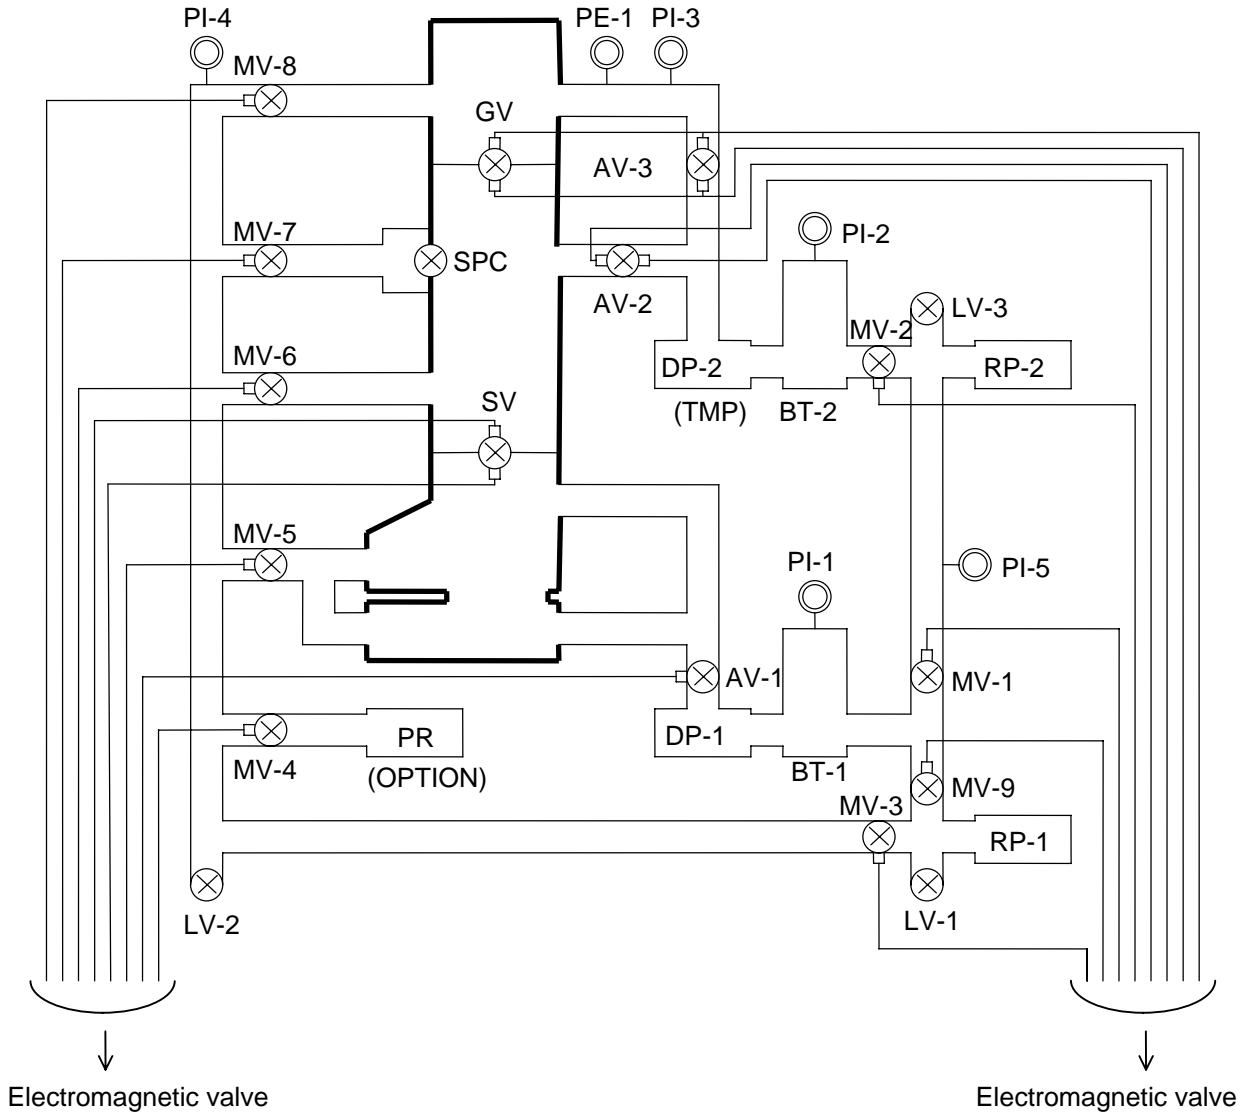 PI-4
PE-1
PI-3
MV-8
GV
AV-3
PI-2
MV-7
SPC
AV-2
LV-3
MV-2
MV-6
DP-2
RP-2
SV
(TMP)
BT-2
MV-5
PI-1
PI-5
AV-1
MV-1
PR
DP-1
MV-4
(OPTION)
BT-1
MV-9
MV-3
RP-1
LV-2
LV-1
Electromagnetic valve
Electromagnetic valve